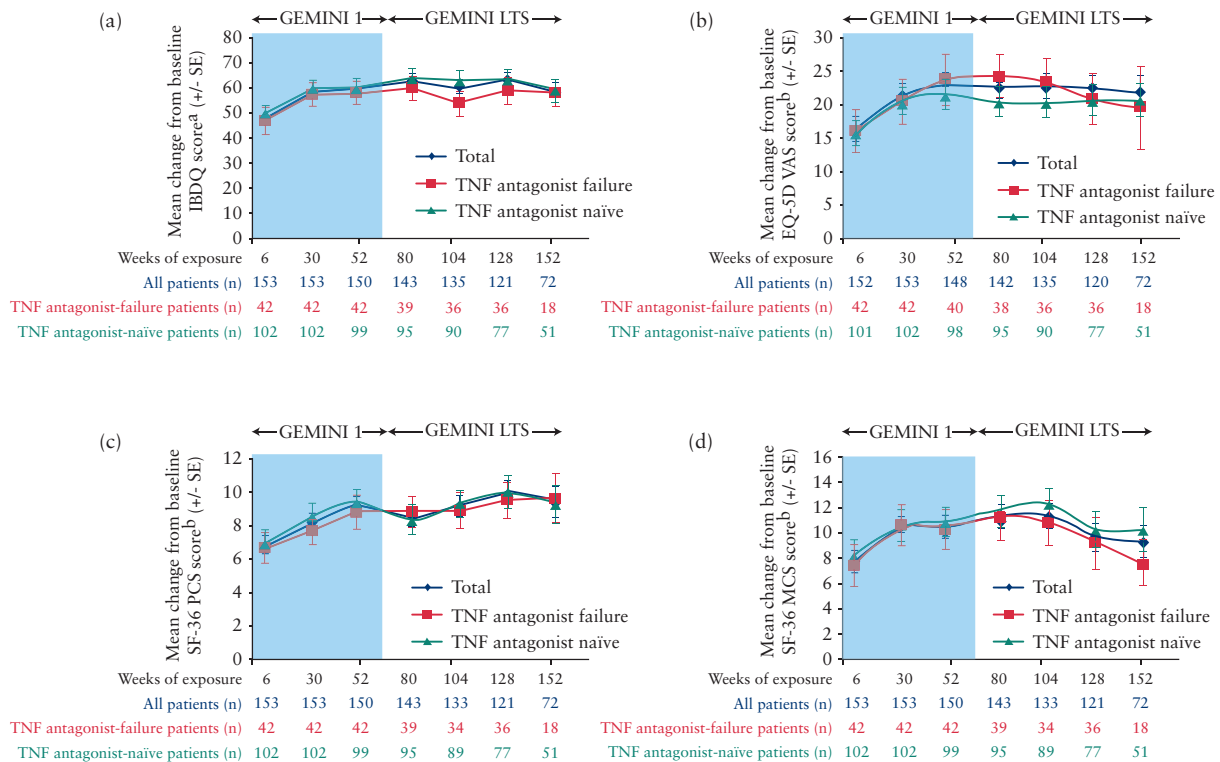 (a)
GEMINI 1 GEMINI LTS
Mean change from baseline
IBDQ scoreᵃ (+/- SE)
80
70
60
50
40
30
20
10
0
Total
TNF antagonist failure
TNF antagonist naïve
Weeks of exposure 6 30 52 80 104 128 152
All patients (n) 153 153 150 143 135 121 72
TNF antagonist-failure patients (n) 42 42 42 39 36 36 18
TNF antagonist-naïve patients (n) 102 102 99 95 90 77 51
(b)
GEMINI 1 GEMINI LTS
Mean change from baseline
EQ-5D VAS scoreᵇ (+/- SE)
30
25
20
15
10
5
0
Total
TNF antagonist failure
TNF antagonist naïve
Weeks of exposure 6 30 52 80 104 128 152
All patients (n) 152 153 148 142 135 120 72
TNF antagonist-failure patients (n) 42 42 40 38 36 36 18
TNF antagonist-naïve patients (n) 101 102 98 95 90 77 51
(c)
GEMINI 1 GEMINI LTS
Mean change from baseline
SF-36 PCS scoreᵇ (+/- SE)
12
10
8
6
4
2
0
Total
TNF antagonist failure
TNF antagonist naïve
Weeks of exposure 6 30 52 80 104 128 152
All patients (n) 153 153 150 143 133 121 72
TNF antagonist-failure patients (n) 42 42 42 39 34 36 18
TNF antagonist-naïve patients (n) 102 102 99 95 89 77 51
(d)
GEMINI 1 GEMINI LTS
Mean change from baseline
SF-36 MCS scoreᵇ (+/- SE)
16
14
12
10
8
6
4
2
0
Total
TNF antagonist failure
TNF antagonist naïve
Weeks of exposure 6 30 52 80 104 128 152
All patients (n) 153 153 150 143 133 121 72
TNF antagonist-failure patients (n) 42 42 42 39 34 36 18
TNF antagonist-naïve patients (n) 102 102 99 95 89 77 51